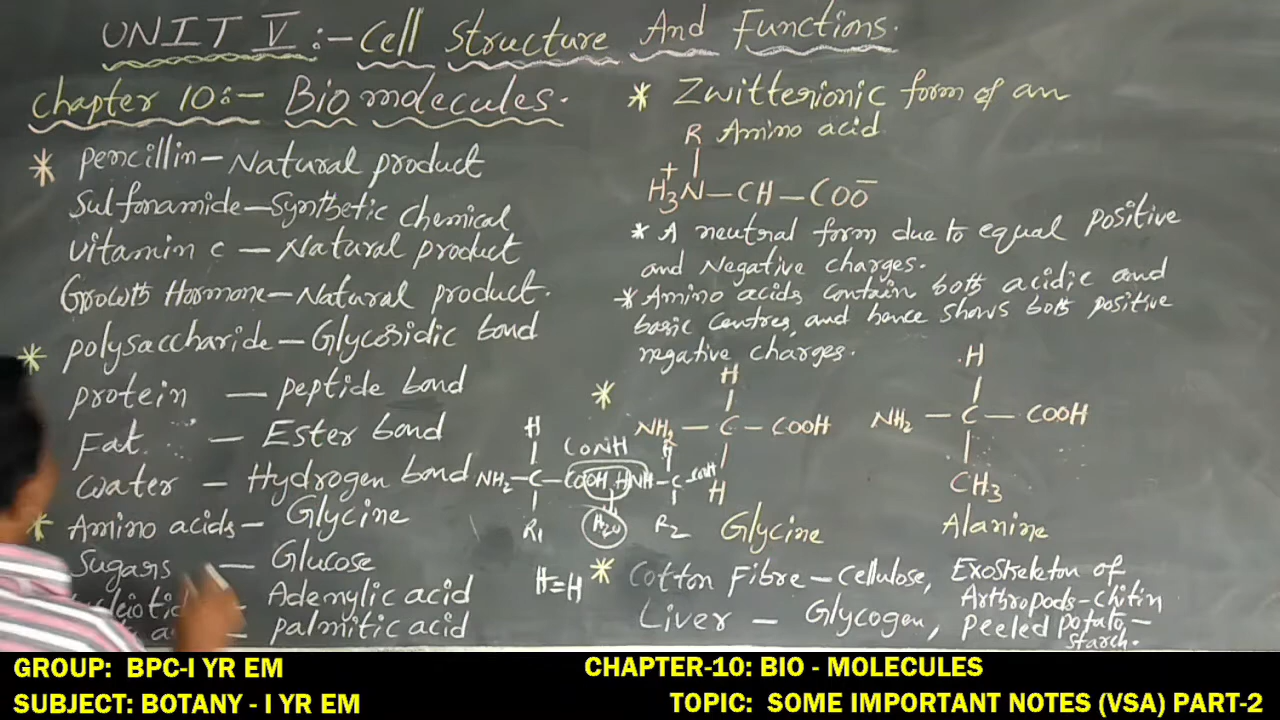 UNIT V :- Cell Structure And Functions.
Chapter 10:- Biomolecules.
* Pencillin - Natural product
Sulfonamide - Synthetic Chemical
Vitamin C - Natural product
Growth Hormone - Natural product.
* polysaccharide - Glycosidic bond
protein - peptide bond
Fat. - Ester bond
Water - Hydrogen bond
* Amino acids - Glycine
Sugars - Glucose
Adenylic acid
palmitic acid
H
CONH
NH2-C-COOH HNH-C-COOH
H
R1
H2O
R2
H=H
* Zwitterionic form of an
Amino acid
R
H3N+-CH-COO-
* A neutral form due to equal Positive
and Negative charges.
* Amino acids contain both acidic and
basic centres, and hence shows both positive
negative charges.
*
H
NH2-C-COOH
H
Glycine
H
NH2-C-COOH
CH3
Alanine
* Cotton Fibre - Cellulose, Exoskeleton of
Arthropods - Chitin
Liver - Glycogen, Peeled potato -
Starch.
GROUP: BPC-I YR EM
CHAPTER-10: BIO - MOLECULES
SUBJECT: BOTANY - I YR EM
TOPIC: SOME IMPORTANT NOTES (VSA) PART-2